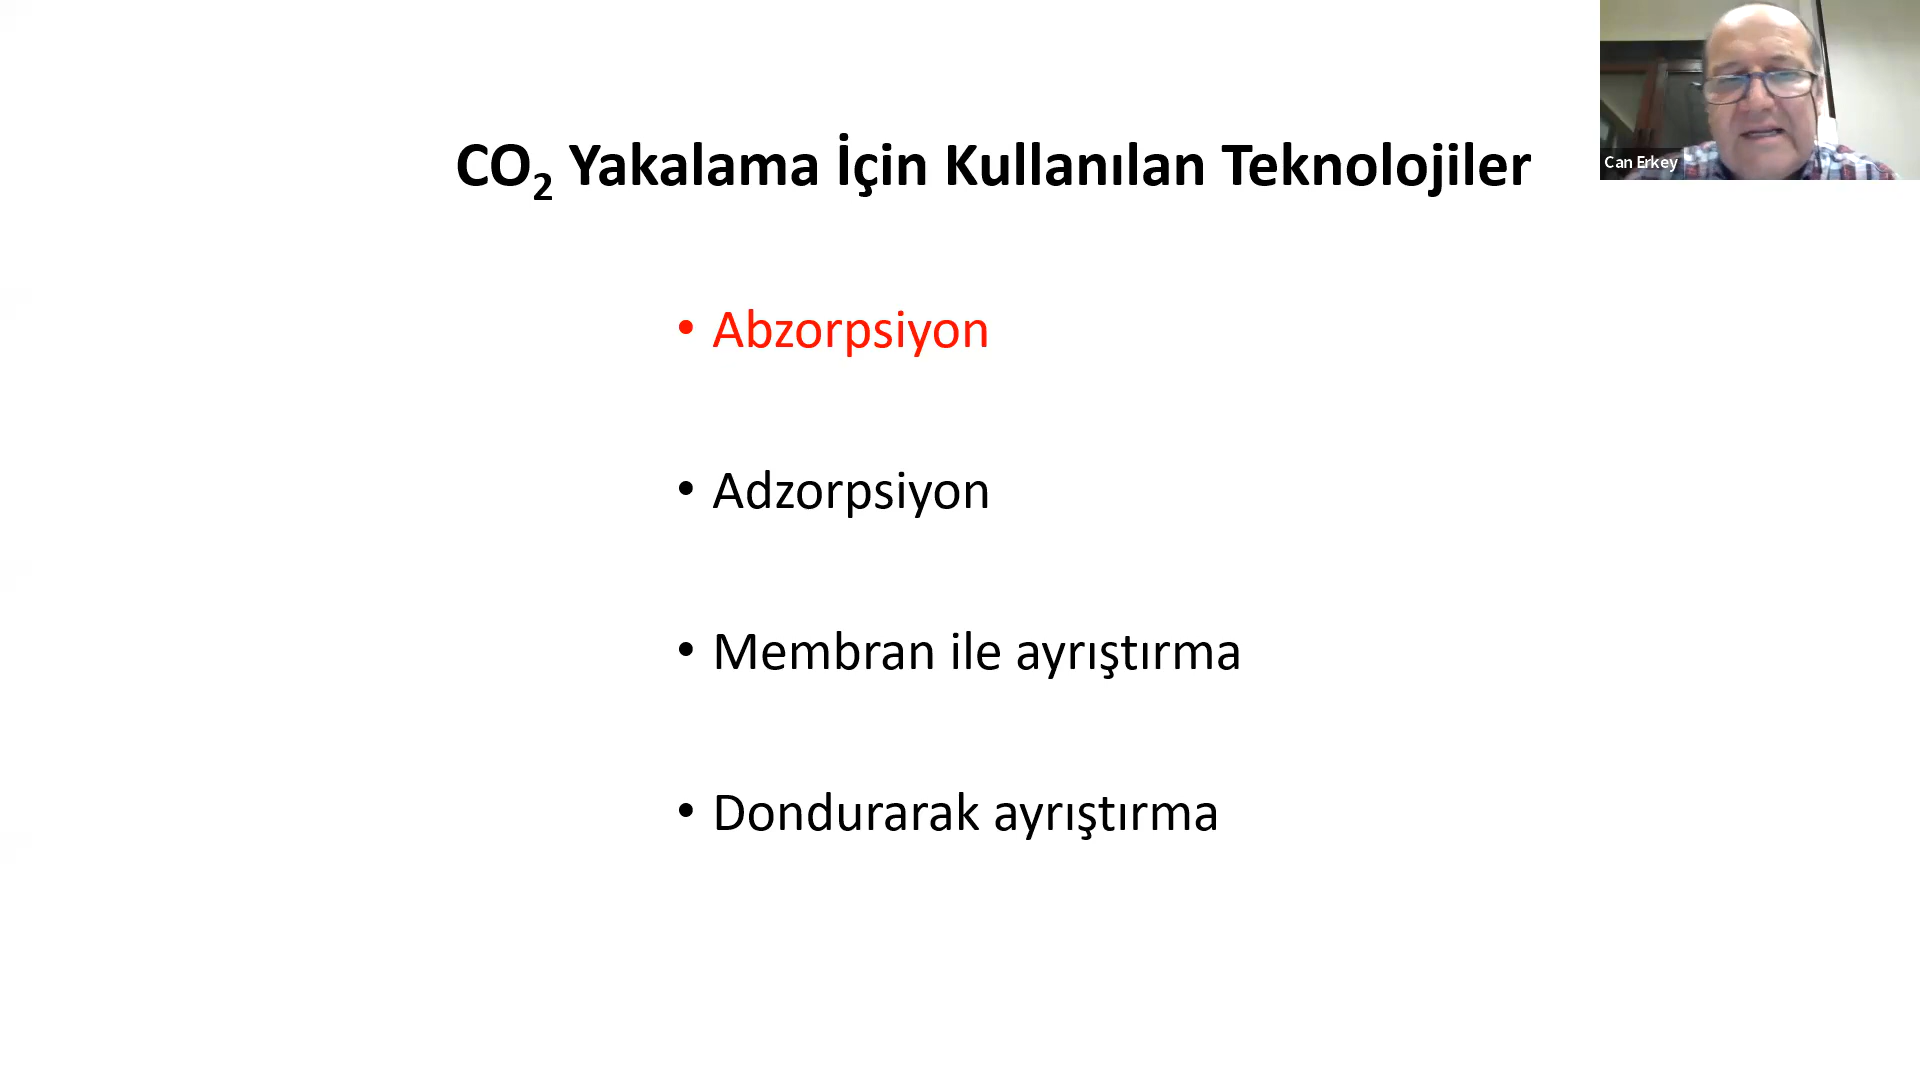 CO₂ Yakalama İçin Kullanılan Teknolojiler
Can Erkey
• Abzorpsiyon
• Adzorpsiyon
• Membran ile ayrıştırma
• Dondurarak ayrıştırma